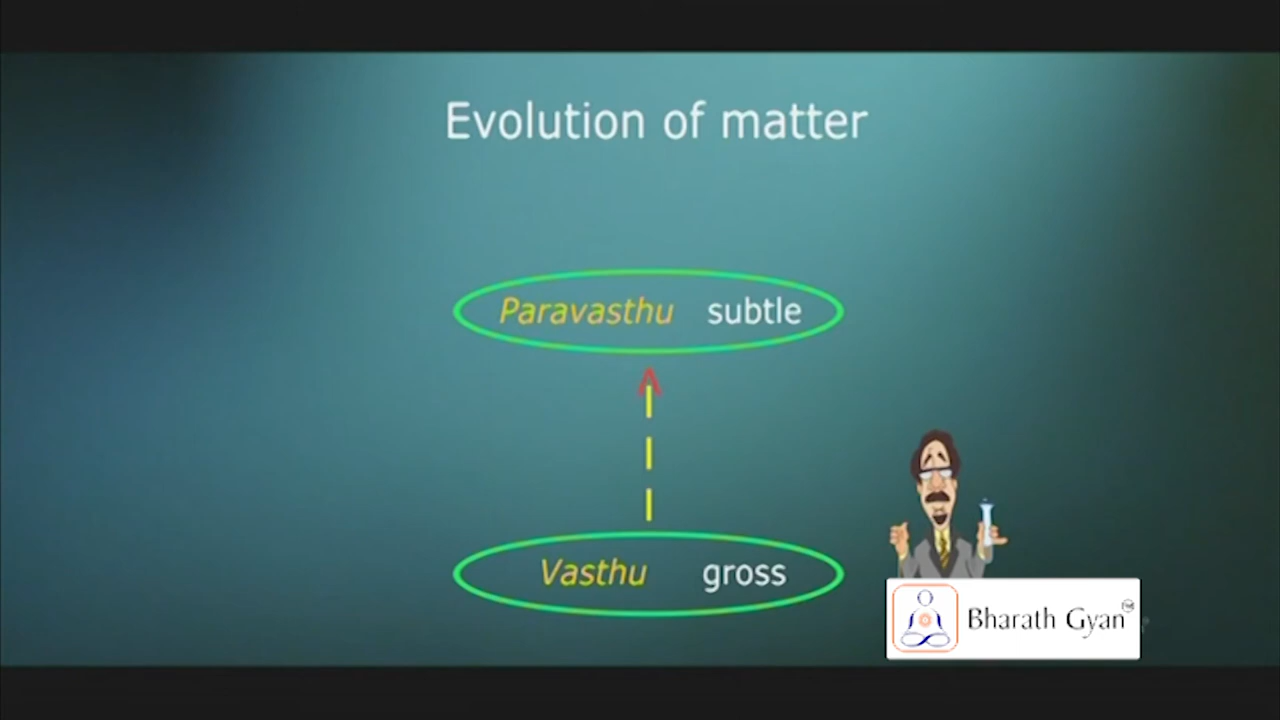 Evolution of matter
Paravasthu subtle
Vasthu gross
Bharath Gyan